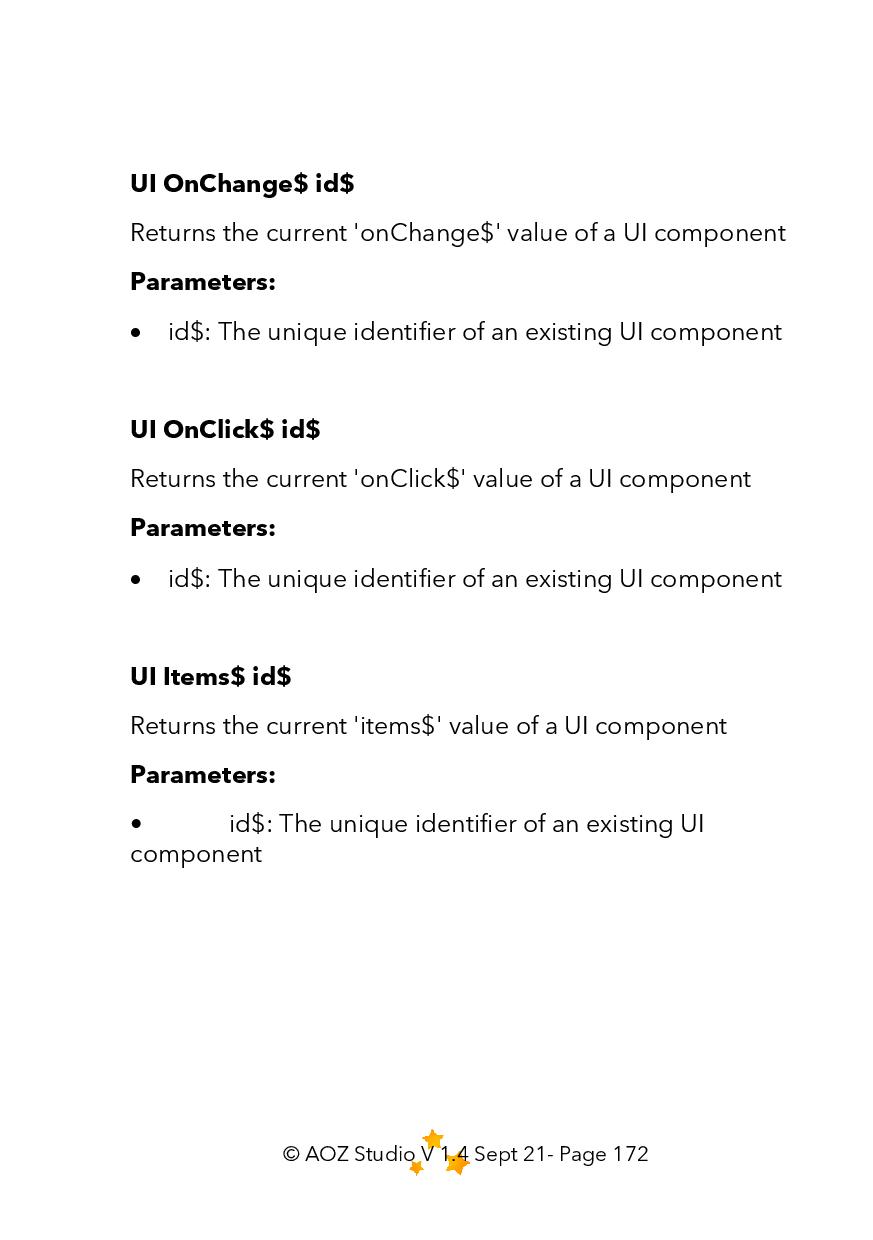 UI OnChange$ id$
Returns the current 'onChange$' value of a UI component
Parameters:
• id$: The unique identifier of an existing UI component
UI OnClick$ id$
Returns the current 'onClick$' value of a UI component
Parameters:
• id$: The unique identifier of an existing UI component
UI Items$ id$
Returns the current 'items$' value of a UI component
Parameters:
• id$: The unique identifier of an existing UI
component
© AOZ Studio V 1.4 Sept 21- Page 172